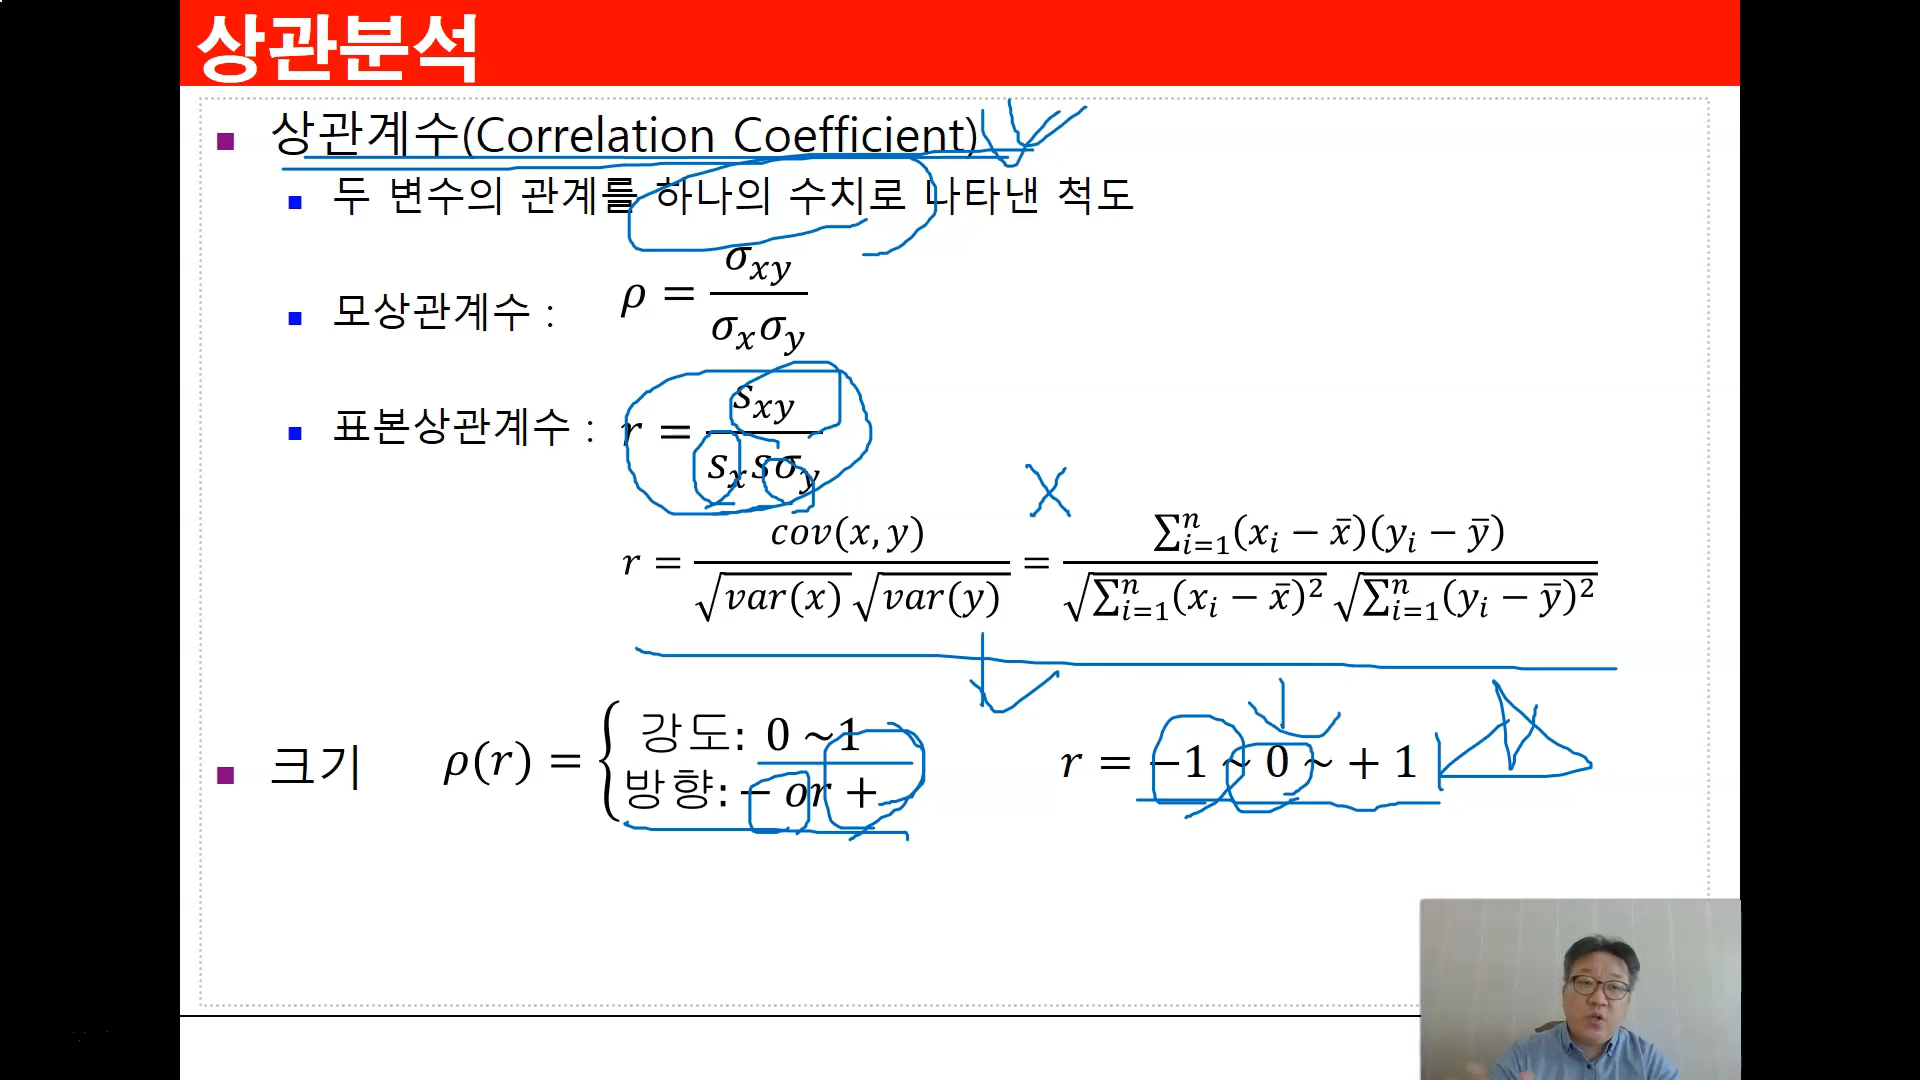 상관분석
상관계수(Correlation Coefficient)
두 변수의 관계를 하나의 수치로 나타낸 척도
모상관계수 : ρ = σxy / σxσy
표본상관계수 : r = sxy / sxsσy
X
r = cov(x, y) / √var(x) √var(y) = ∑ⁿᵢ₌₁(xᵢ − x̄)(yᵢ − ȳ) / √∑ⁿᵢ₌₁(xᵢ − x̄)² √∑ⁿᵢ₌₁(yᵢ − ȳ)²
크기 ρ(r) = { 강도: 0 ~1
방향: − or +
r = −1 ~ 0 ~ + 1